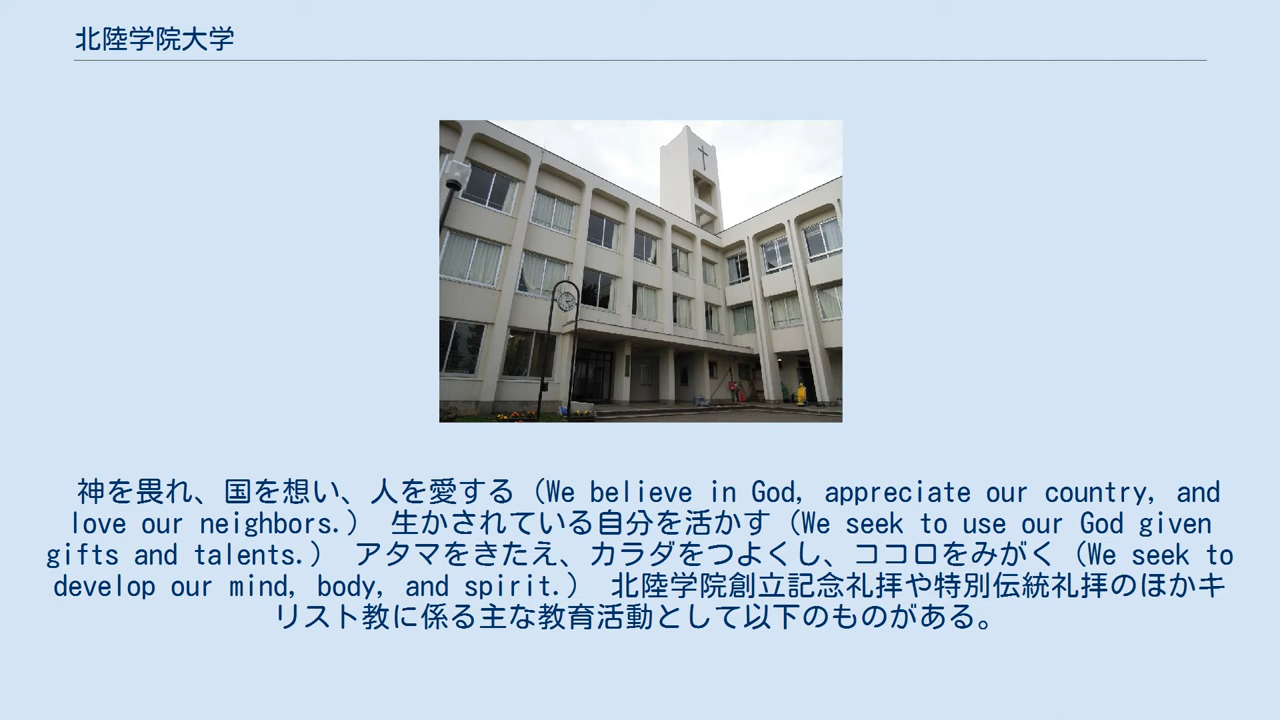 北陸学院大学
神を畏れ、国を想い、人を愛する（We believe in God, appreciate our country, and
love our neighbors.） 生かされている自分を活かす（We seek to use our God given
gifts and talents.） アタマをきたえ、カラダをつよくし、ココロをみがく（We seek to
develop our mind, body, and spirit.） 北陸学院創立記念礼拝や特別伝統礼拝のほかキ
リスト教に係る主な教育活動として以下のものがある。